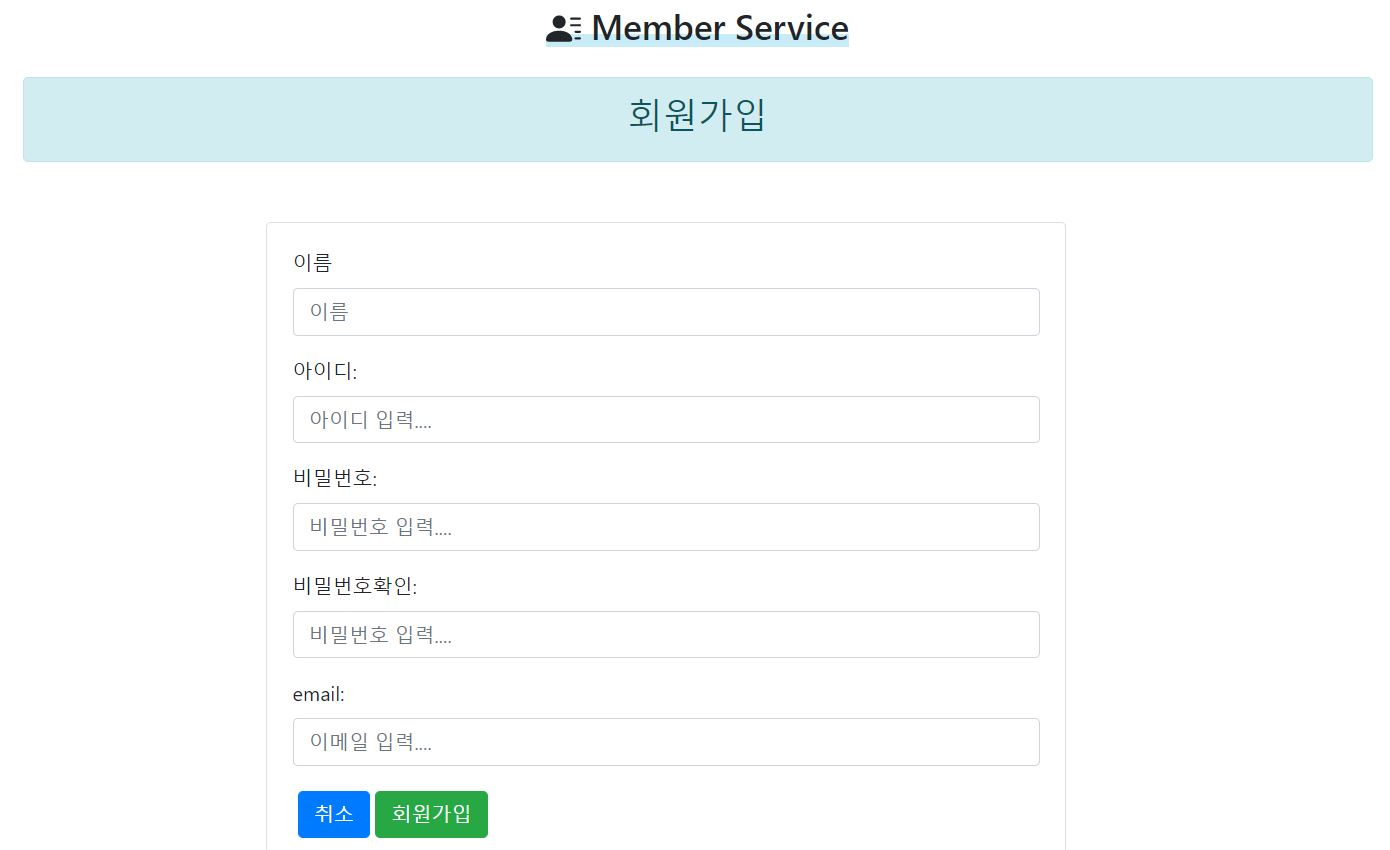 Member Service
회원가입
이름
이름
아이디:
아이디 입력....
비밀번호:
비밀번호 입력....
비밀번호확인:
비밀번호 입력....
email:
이메일 입력....
취소 회원가입